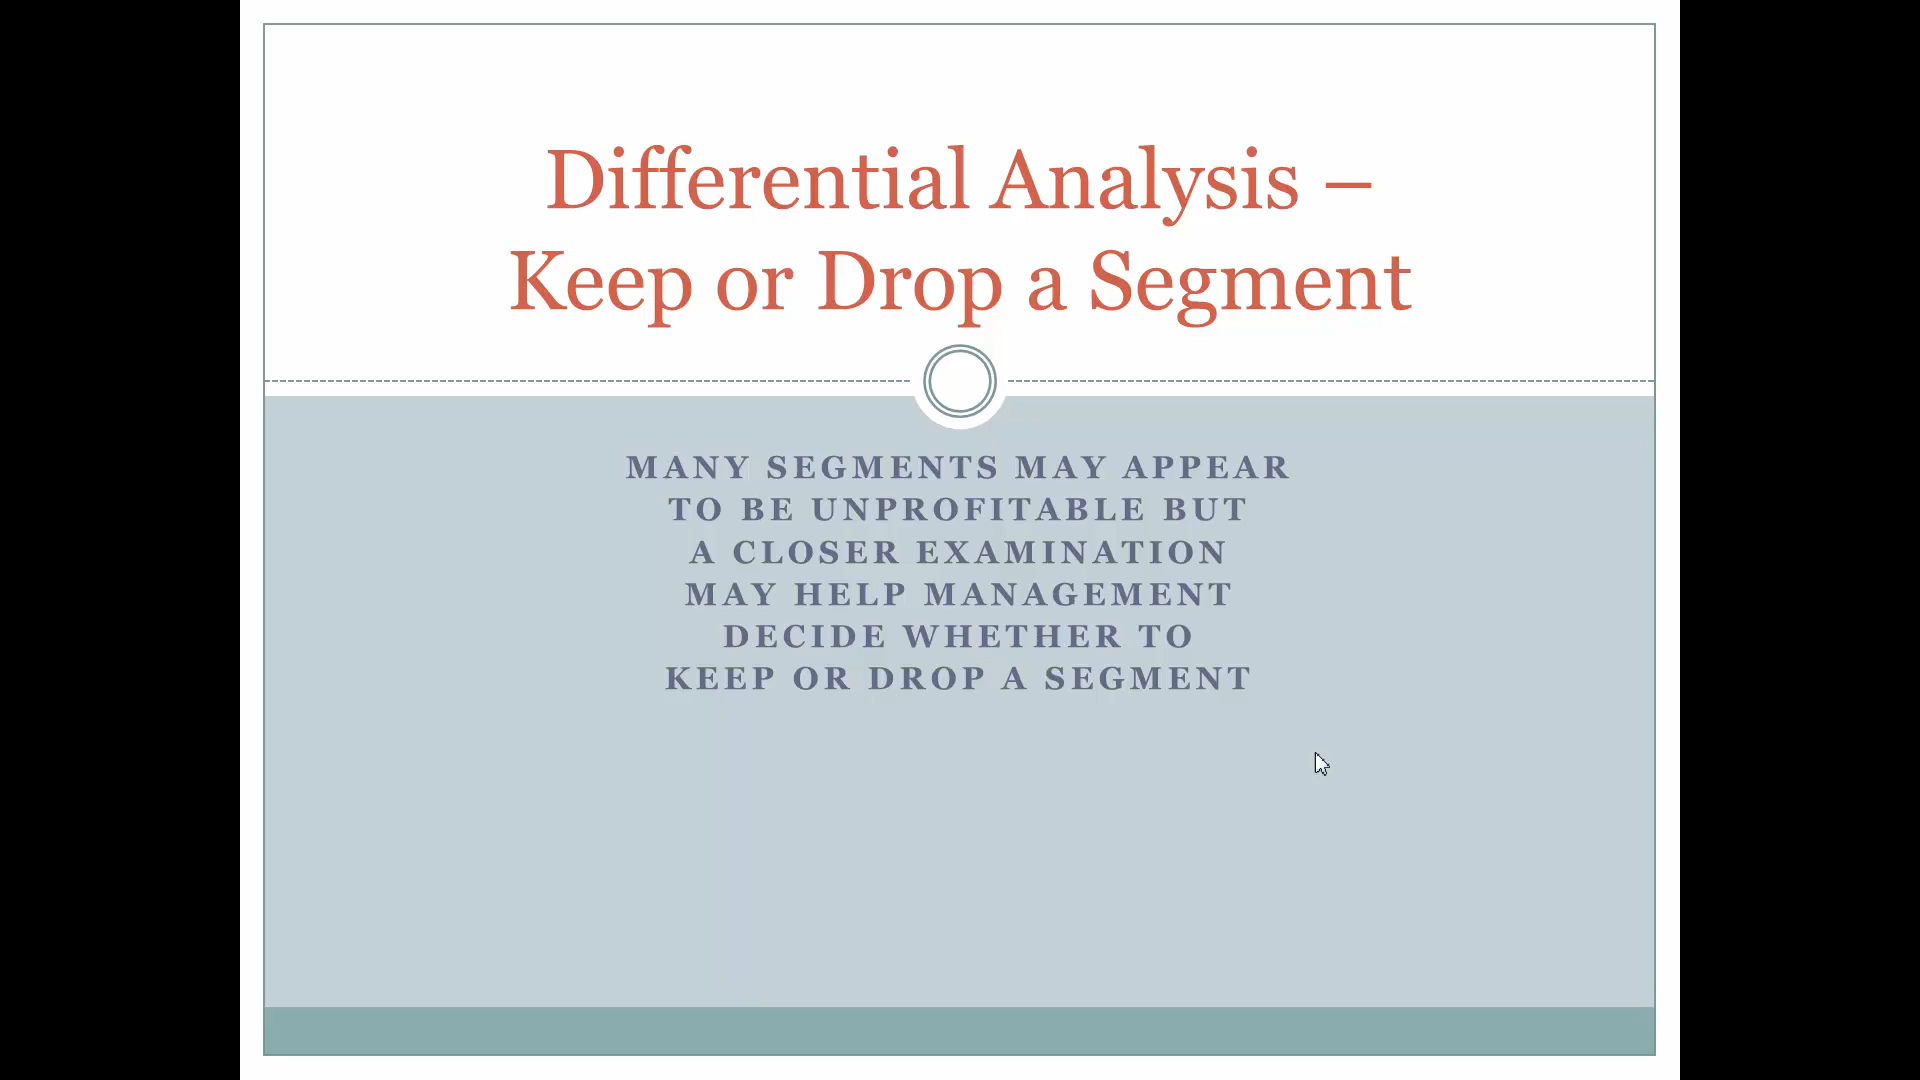 Differential Analysis –
Keep or Drop a Segment
MANY SEGMENTS MAY APPEAR
TO BE UNPROFITABLE BUT
A CLOSER EXAMINATION
MAY HELP MANAGEMENT
DECIDE WHETHER TO
KEEP OR DROP A SEGMENT